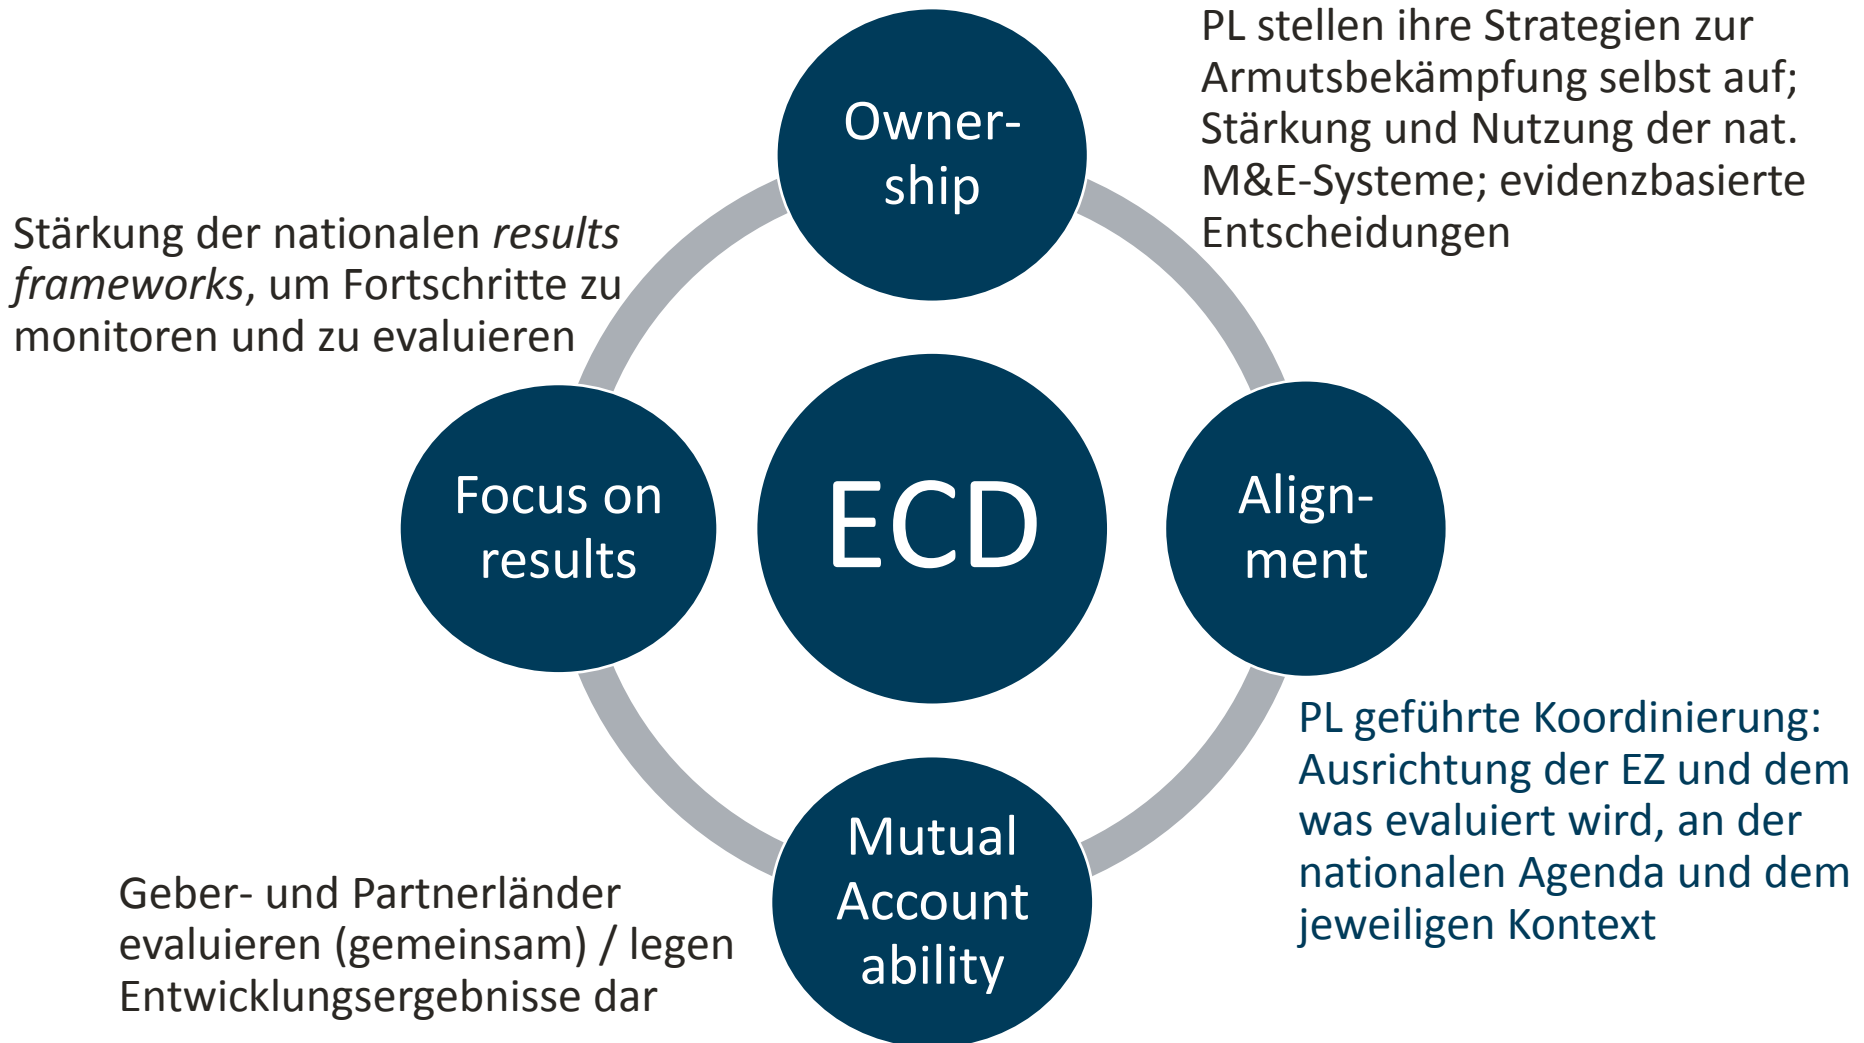 Owner-
ship
PL stellen ihre Strategien zur
Armutsbekämpfung selbst auf;
Stärkung und Nutzung der nat.
M&E-Systeme; evidenzbasierte
Entscheidungen
Stärkung der nationalen results
frameworks, um Fortschritte zu
monitoren und zu evaluieren
Focus on
results
ECD
Align-
ment
PL geführte Koordinierung:
Ausrichtung der EZ und dem
was evaluiert wird, an der
nationalen Agenda und dem
jeweiligen Kontext
Mutual
Account
ability
Geber- und Partnerländer
evaluieren (gemeinsam) / legen
Entwicklungsergebnisse dar